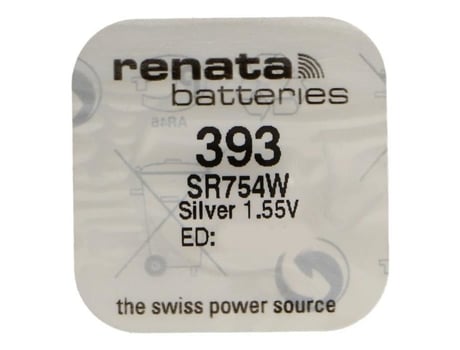 renata
batteries
393
SR754W
Silver 1.55V
ED:
the swiss power source